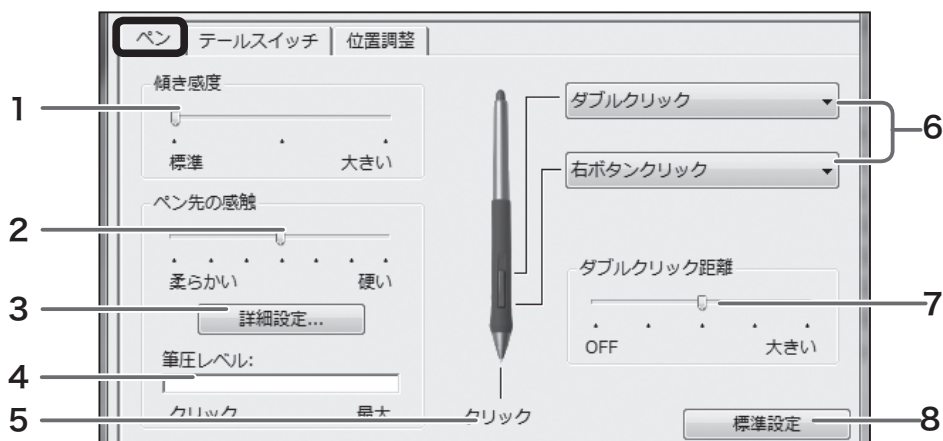 ペン テールスイッチ 位置調整
傾き感度
1
標準 大きい
ペン先の感触
2
柔らかい 硬い
3 詳細設定...
筆圧レベル:
4
クリック 最大
5 クリック
ダブルクリック
6
右ボタンクリック
ダブルクリック距離
7
OFF 大きい
標準設定 8